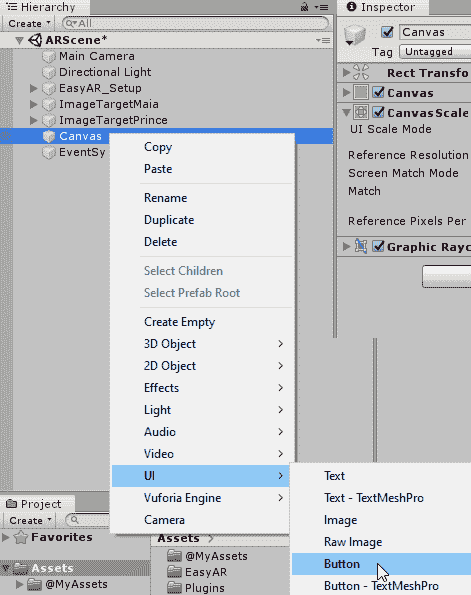 Hierarchy
Create
All
ARScene*
Main Camera
Directional Light
EasyAR_Setup
ImageTargetMaia
ImageTargetPrince
Canvas
EventSy
Copy
Paste
Rename
Duplicate
Delete
Select Children
Select Prefab Root
Create Empty
3D Object
2D Object
Effects
Light
Audio
Video
UI
Vuforia Engine
Camera
Text
Text - TextMeshPro
Image
Raw Image
Button
Button - TextMeshPro
Inspector
Canvas
Tag Untagged
Rect Transfo
Canvas
Canvas Scale
UI Scale Mode
Reference Resolution
Screen Match Mode
Match
Reference Pixels Per
Graphic Rayc
Project
Create
Favorites
Assets
@MyAssets
Assets
@MyAssets
EasyAR
Plugins